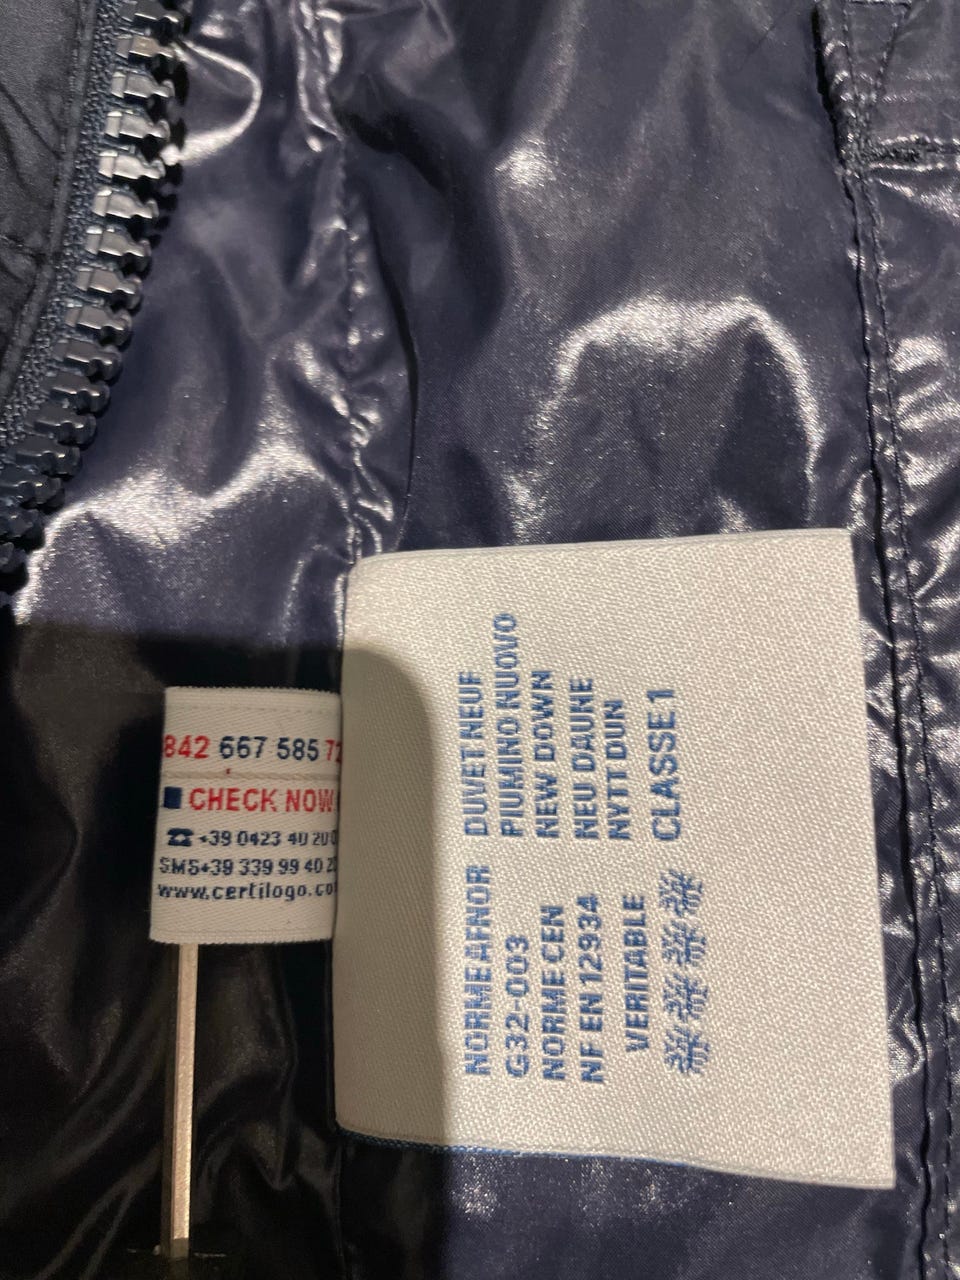 842 667 585 72
CHECK NOW
☎ +39 0423 40 20
SMS+39 339 99 40 2
www.certilogo.co
NORME AFNOR
G32-003
NORME CEN
NF EN 12934
VERITABLE
DUVET NEUF
PIUMINO NUOVO
NEW DOWN
NEU DAUNE
NYTT DUN
CLASSE 1